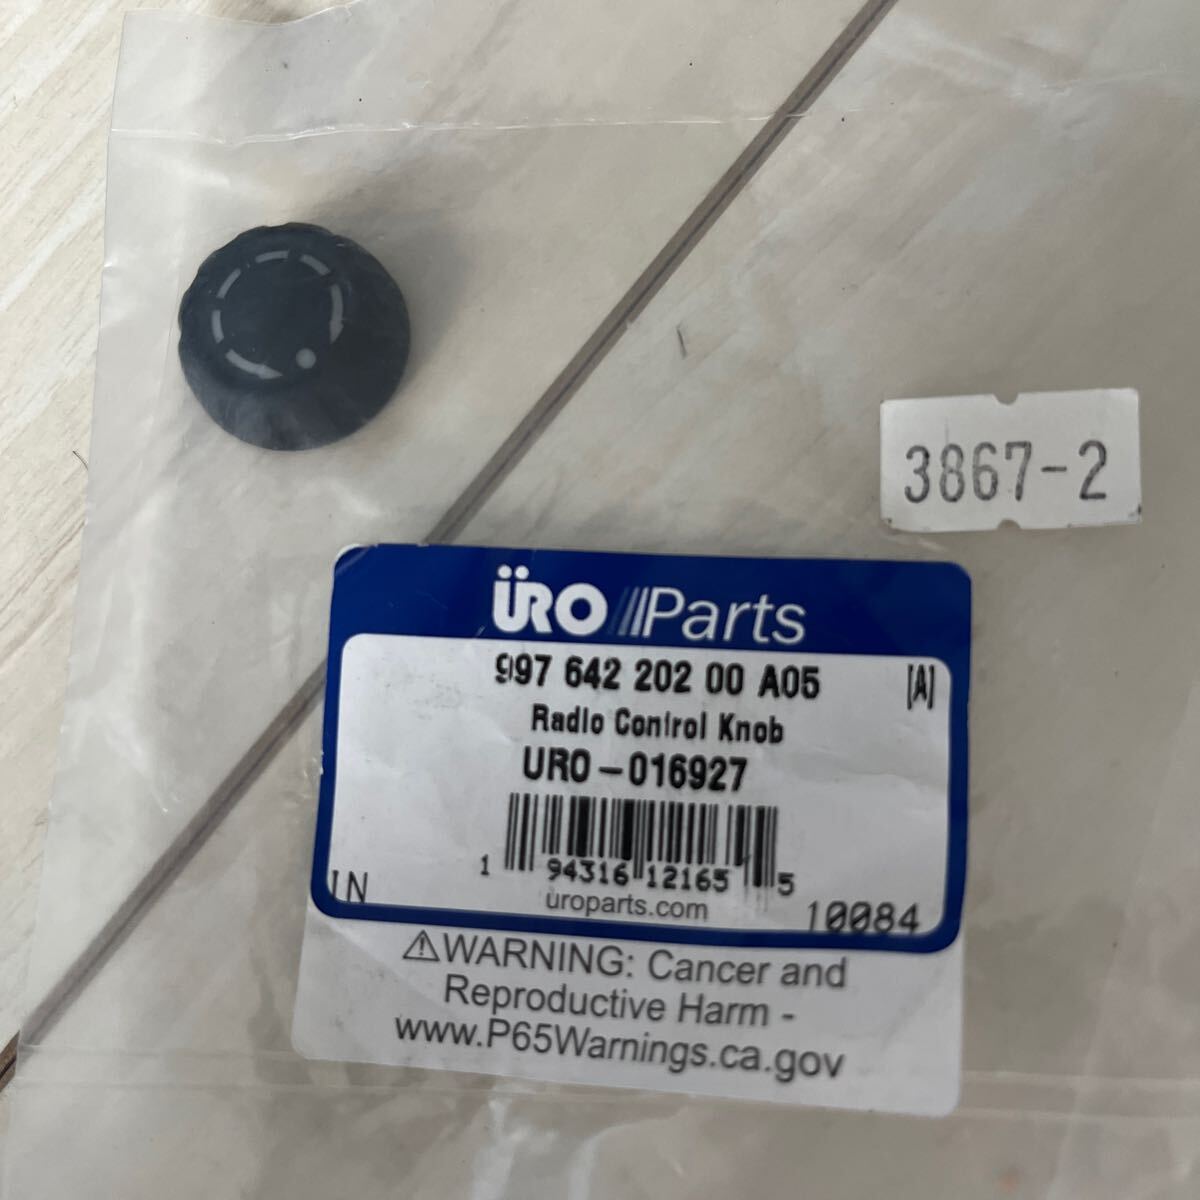 3867-2
ÜRO Parts
997 642 202 00 A05 [A]
Radio Control Knob
URO-016927
1 94316 12165 5
uroparts.com
IN 10084
⚠WARNING: Cancer and
Reproductive Harm -
www.P65Warnings.ca.gov